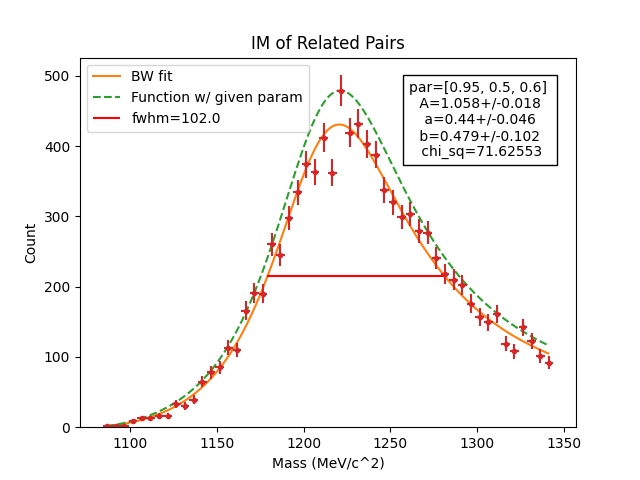 IM of Related Pairs
500
400
300
200
100
0
Count
BW fit
Function w/ given param
fwhm=102.0
par=[0.95, 0.5, 0.6]
A=1.058+/-0.018
a=0.44+/-0.046
b=0.479+/-0.102
chi_sq=71.62553
1100 1150 1200 1250 1300 1350
Mass (MeV/c^2)